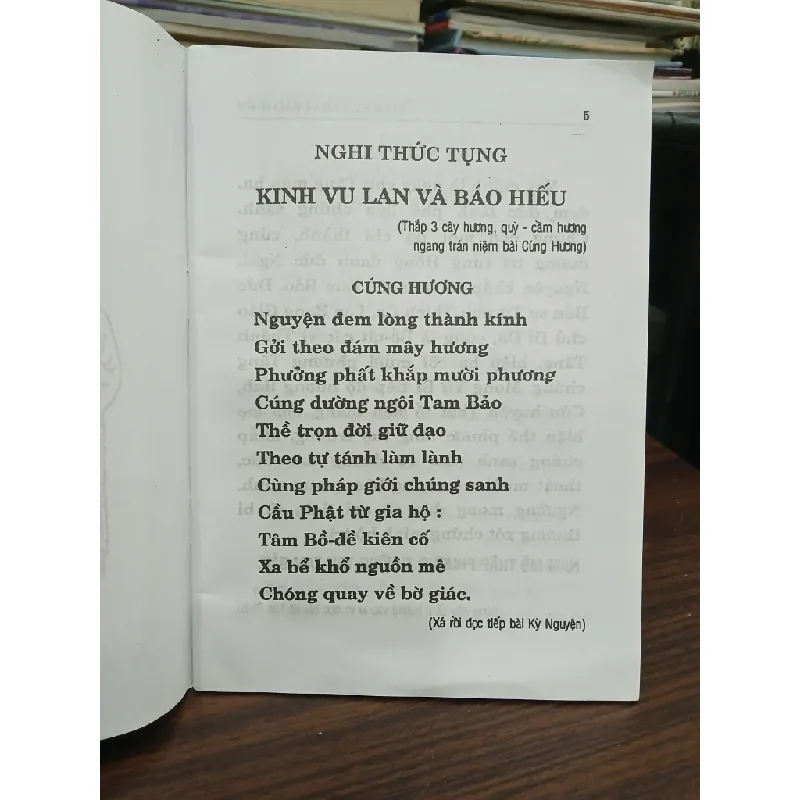 5
NGHI THỨC TỤNG
KINH VU LAN VÀ BÁO HIẾU
(Thắp 3 cây hương, quỳ - cầm hương
ngang trán niệm bài Cúng Hương)
CÚNG HƯƠNG
Nguyện đem lòng thành kính
Gởi theo đám mây hương
Phưởng phất khắp mười phương
Cúng dường ngôi Tam Bảo
Thề trọn đời giữ đạo
Theo tự tánh làm lành
Cùng pháp giới chúng sanh
Cầu Phật từ gia hộ :
Tâm Bồ-đề kiên cố
Xa bể khổ nguồn mê
Chóng quay về bờ giác.
(Xá rồi đọc tiếp bài Kỳ Nguyện)